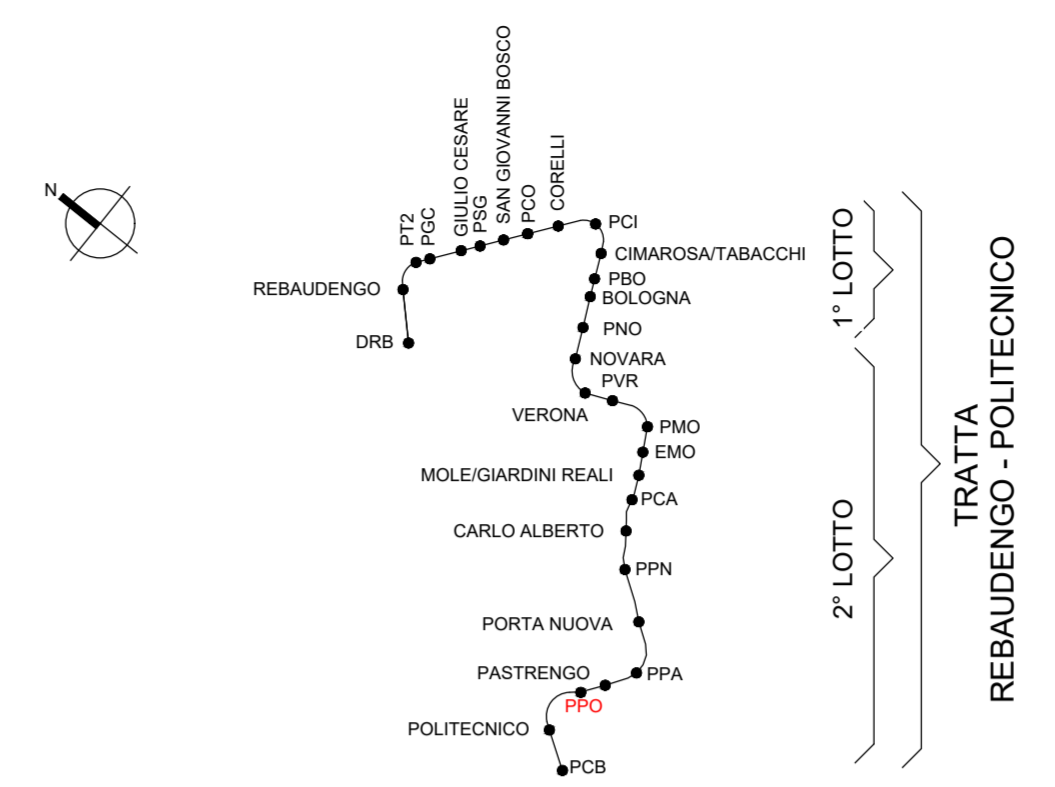 N
REBAUDENGO
DRB
PT2
PGC
GIULIO CESARE
PSG
SAN GIOVANNI BOSCO
PCO
CORELLI
PCI
CIMAROSA/TABACCHI
PBO
BOLOGNA
PNO
NOVARA
PVR
VERONA
PMO
EMO
MOLE/GIARDINI REALI
PCA
CARLO ALBERTO
PPN
PORTA NUOVA
PASTRENGO
PPA
PPO
POLITECNICO
PCB
1° LOTTO
2° LOTTO
TRATTA
REBAUDENGO - POLITECNICO